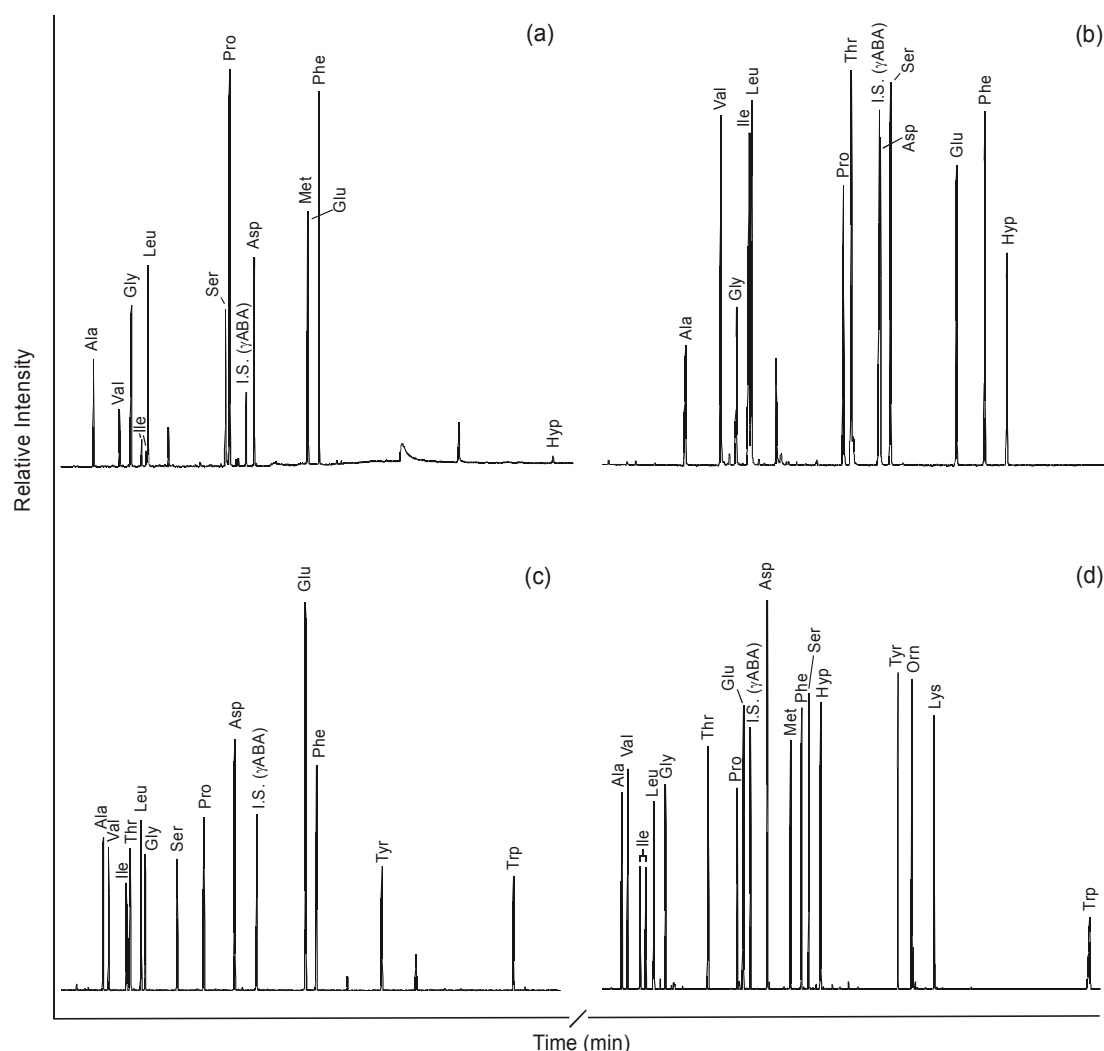 Relative Intensity
(a)
Ala
Val
Gly
Ile
Leu
Ser
Pro
I.S. (γABA)
Asp
Met
Glu
Phe
Hyp
(b)
Ala
Val
Gly
Ile
Leu
Pro
Thr
I.S. (γABA)
Asp
Ser
Glu
Phe
Hyp
(c)
Ala
Val
Ile
Thr
Leu
Gly
Ser
Pro
Asp
I.S. (γABA)
Glu
Phe
Tyr
Trp
(d)
Ala
Val
Ile
Leu
Gly
Thr
Pro
Glu
I.S. (γABA)
Asp
Met
Phe
Ser
Hyp
Tyr
Orn
Lys
Trp
Time (min)